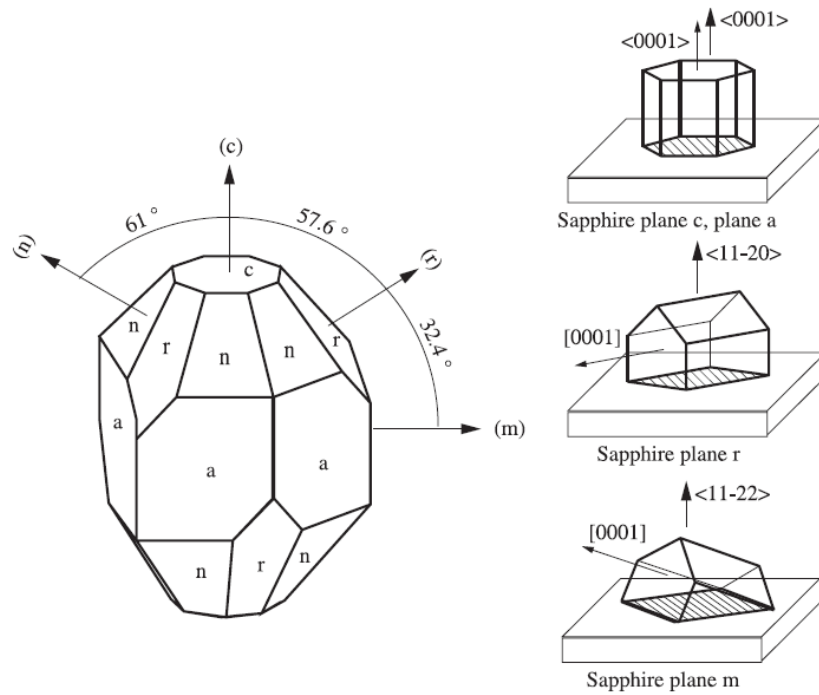 (c)
61 °
57.6 °
(n)
(r)
32.4 °
(m)
c
n
r
n
n
r
a
a
a
n
r
n
<0001>
<0001>
Sapphire plane c, plane a
<11-20>
[0001]
Sapphire plane r
<11-22>
[0001]
Sapphire plane m